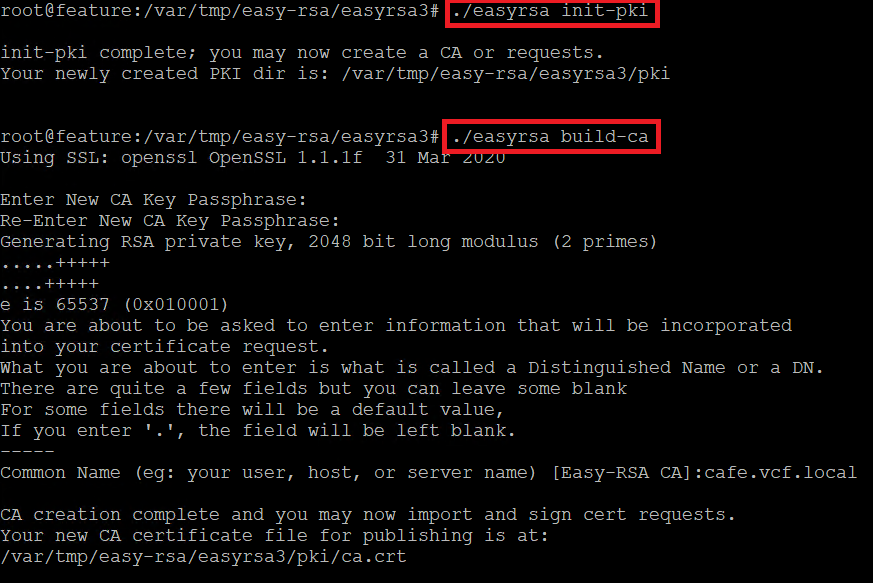 root@feature:/var/tmp/easy-rsa/easyrsa3# ./easyrsa init-pki
init-pki complete; you may now create a CA or requests.
Your newly created PKI dir is: /var/tmp/easy-rsa/easyrsa3/pki
root@feature:/var/tmp/easy-rsa/easyrsa3# ./easyrsa build-ca
Using SSL: openssl OpenSSL 1.1.1f  31 Mar 2020
Enter New CA Key Passphrase:
Re-Enter New CA Key Passphrase:
Generating RSA private key, 2048 bit long modulus (2 primes)
.....+++++
....+++++
e is 65537 (0x010001)
You are about to be asked to enter information that will be incorporated
into your certificate request.
What you are about to enter is what is called a Distinguished Name or a DN.
There are quite a few fields but you can leave some blank
For some fields there will be a default value,
If you enter '.', the field will be left blank.
-----
Common Name (eg: your user, host, or server name) [Easy-RSA CA]:cafe.vcf.local
CA creation complete and you may now import and sign cert requests.
Your new CA certificate file for publishing is at:
/var/tmp/easy-rsa/easyrsa3/pki/ca.crt